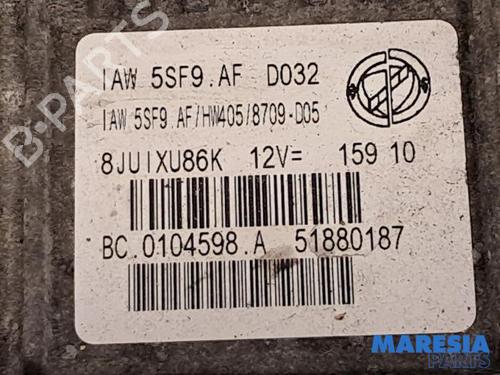 IAW 5SF9.AF D032
IAW 5SF9.AF/HW405/8709-D05
8JUIXU86K 12V= 159 10
BC.0104598.A 51880187
MARESIA
PARTS